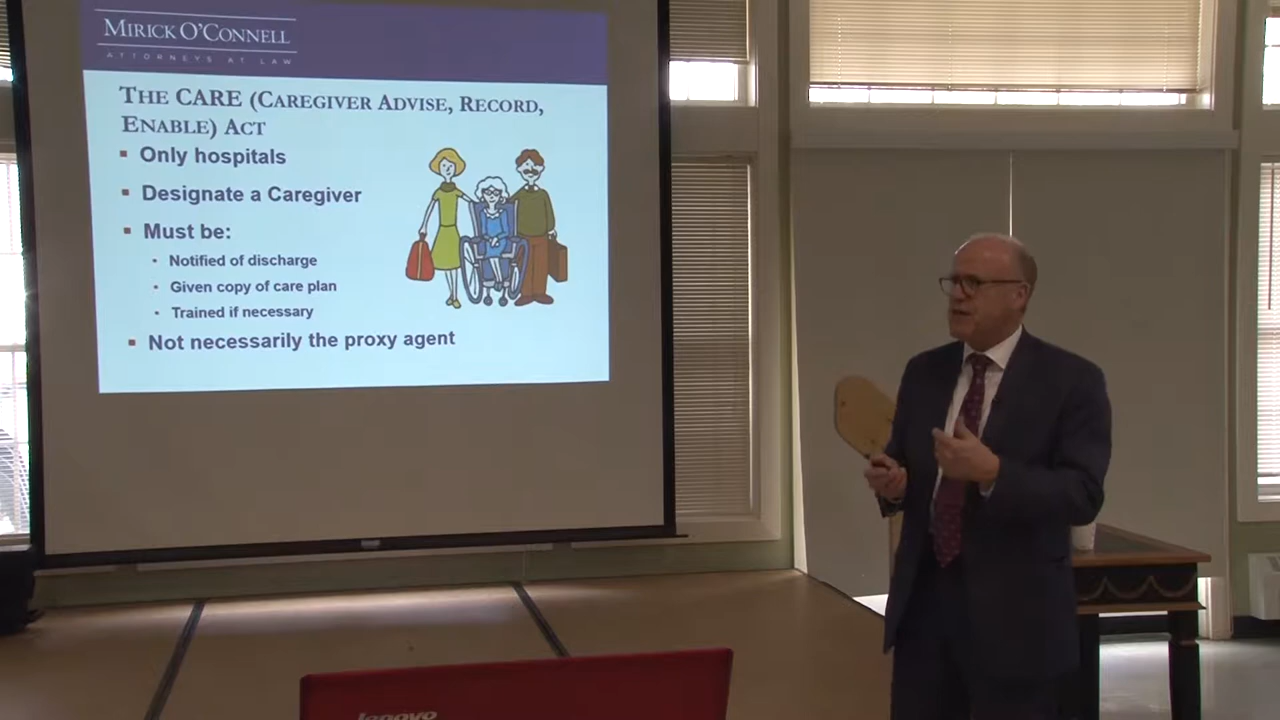 MIRICK O'CONNELL
ATTORNEYS AT LAW
THE CARE (CAREGIVER ADVISE, RECORD,
ENABLE) ACT
▪ Only hospitals
▪ Designate a Caregiver
▪ Must be:
• Notified of discharge
• Given copy of care plan
• Trained if necessary
▪ Not necessarily the proxy agent
lenovo